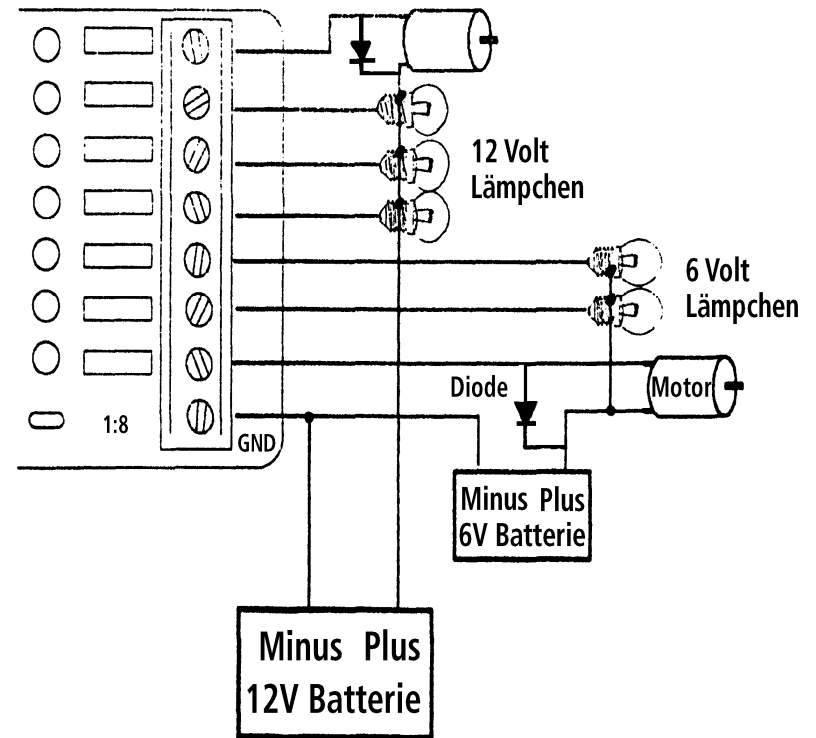 12 Volt
Lämpchen
6 Volt
Lämpchen
Diode
Motor
1:8
GND
Minus Plus
6V Batterie
Minus Plus
12V Batterie